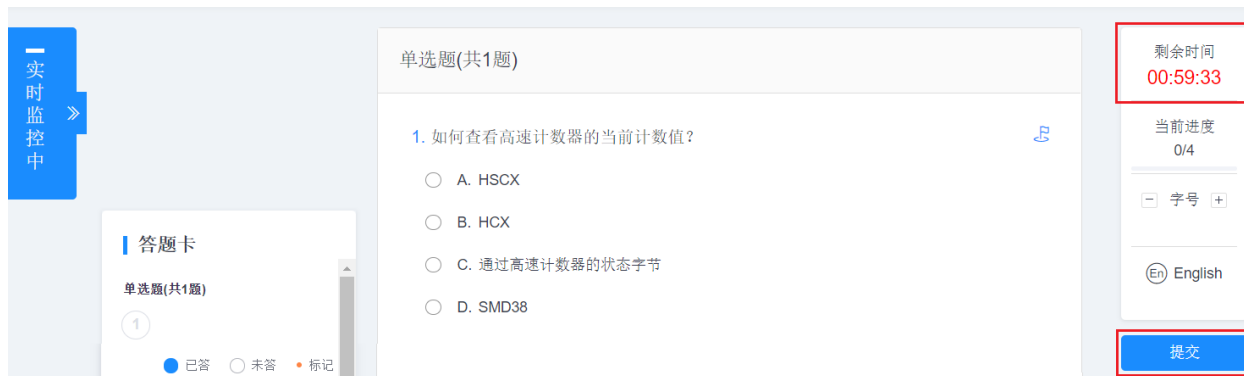 实时监控中
单选题(共1题)
1. 如何查看高速计数器的当前计数值?
A. HSCX
B. HCX
C. 通过高速计数器的状态字节
D. SMD38
答题卡
单选题(共1题)
1
已答 未答 标记
剩余时间
00:59:33
当前进度
0/4
字号
En English
提交